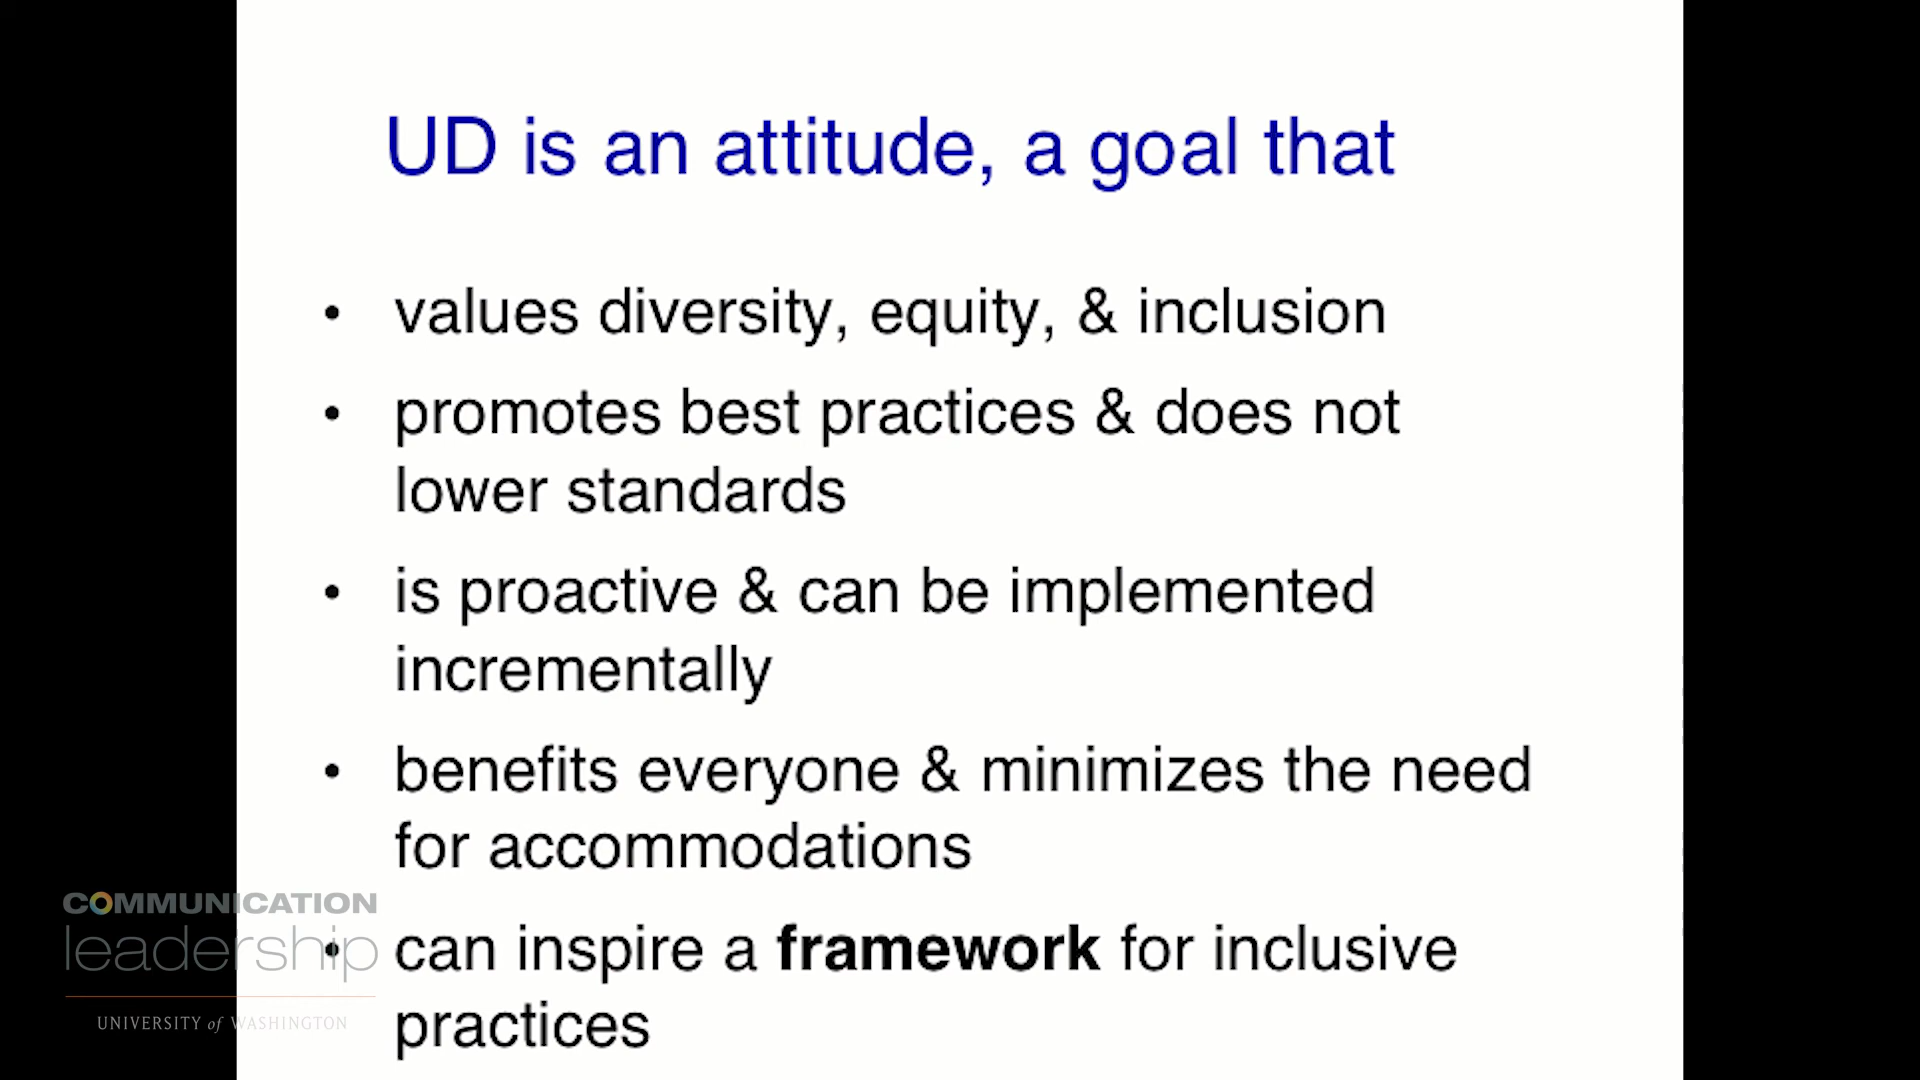 UD is an attitude, a goal that
• values diversity, equity, & inclusion
• promotes best practices & does not
lower standards
• is proactive & can be implemented
incrementally
• benefits everyone & minimizes the need
for accommodations
• can inspire a framework for inclusive
practices
COMMUNICATION
leadership
UNIVERSITY of WASHINGTON